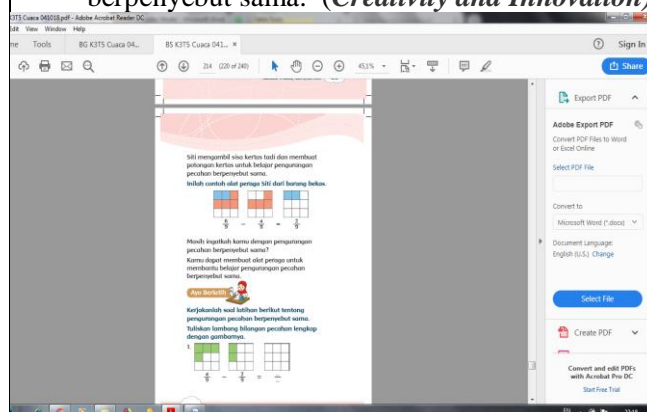 berpenyebut sama. (Creativity and Innovation)
K3T5 Cuaca 041018.pdf - Adobe Acrobat Reader DC
Edit View Window Help
Tools BG K3T5 Cuaca 04... BS K3T5 Cuaca 041... × Sign In
214 (220 of 240) 45,1% Share
Export PDF
Adobe Export PDF
Convert PDF Files to Word
or Excel Online
Select PDF File
Convert to
Microsoft Word (*.docx)
Document Language:
English (U.S.) Change
Select File
Create PDF
Convert and edit PDFs
with Acrobat Pro DC
Start Free Trial
Siti mengambil sisa kertas tadi dan membuat
potongan kertas untuk belajar pengurangan
pecahan berpenyebut sama.
Inilah contoh alat peraga Siti dari barang bekas.
Masih ingatkah kamu dengan pengurangan
pecahan berpenyebut sama?
Kamu dapat membuat alat peraga untuk
membantu belajar pengurangan pecahan
berpenyebut sama.
Ayo Berlatih
Kerjakanlah soal latihan berikut tentang
pengurangan pecahan berpenyebut sama.
Tuliskan lambang bilangan pecahan lengkap
dengan gambarnya.
1.